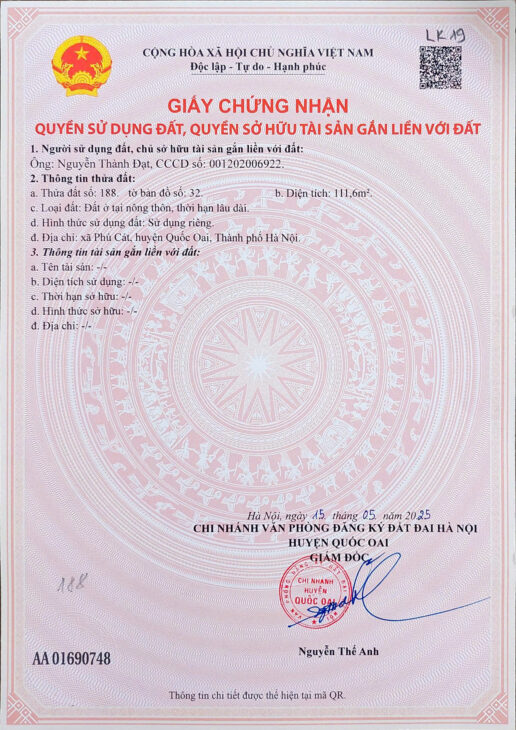 LK 19
CỘNG HÒA XÃ HỘI CHỦ NGHĨA VIỆT NAM
Độc lập - Tự do - Hạnh phúc
GIẤY CHỨNG NHẬN
QUYỀN SỬ DỤNG ĐẤT, QUYỀN SỞ HỮU TÀI SẢN GẮN LIỀN VỚI ĐẤT
1. Người sử dụng đất, chủ sở hữu tài sản gắn liền với đất:
Ông: Nguyễn Thành Đạt, CCCD số: 001202006922.
2. Thông tin thửa đất:
a. Thửa đất số: 188. tờ bản đồ số: 32. b. Diện tích: 111,6m².
c. Loại đất: Đất ở tại nông thôn, thời hạn lâu dài.
d. Hình thức sử dụng đất: Sử dụng riêng.
đ. Địa chỉ: xã Phú Cát, huyện Quốc Oai, Thành phố Hà Nội.
3. Thông tin tài sản gắn liền với đất:
a. Tên tài sản: -/-
b. Diện tích sử dụng: -/-
c. Thời hạn sở hữu: -/-
d. Hình thức sở hữu: -/-
đ. Địa chỉ: -/-
Hà Nội, ngày 15 tháng 05 năm 2025
CHI NHÁNH VĂN PHÒNG ĐĂNG KÝ ĐẤT ĐAI HÀ NỘI
HUYỆN QUỐC OAI
GIÁM ĐỐC
CHI NHÁNH
HUYỆN
QUỐC OAI
188
Nguyễn Thế Anh
AA 01690748
Thông tin chi tiết được thể hiện tại mã QR.